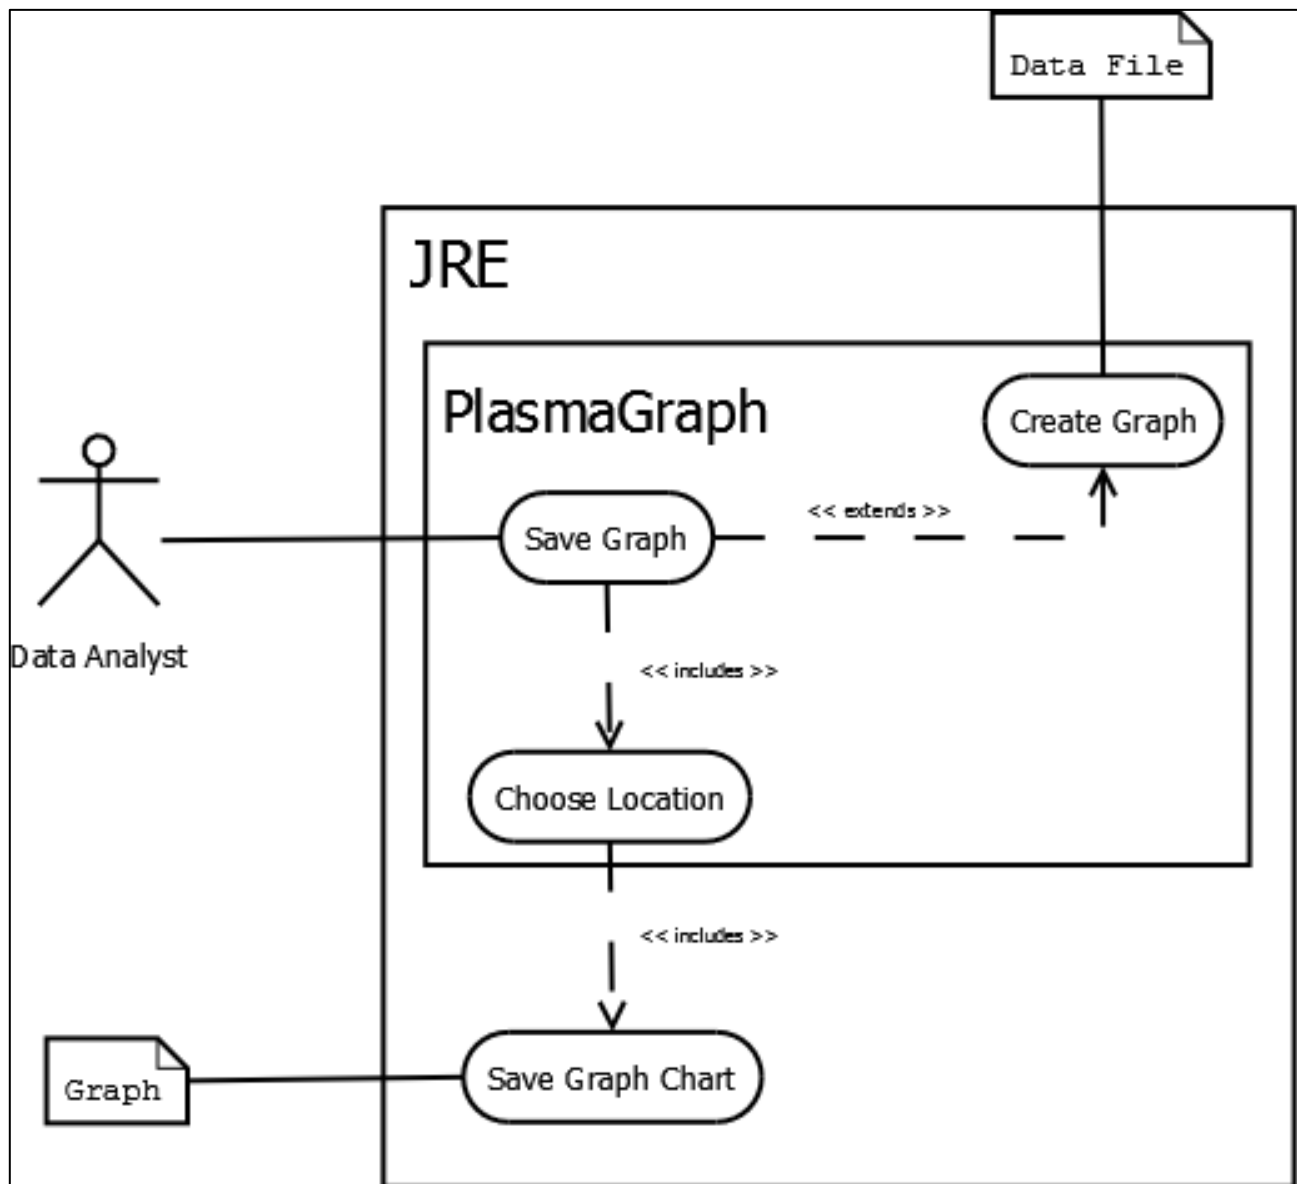 Data File
JRE
PlasmaGraph
Create Graph
<< extends >>
Save Graph
Data Analyst
<< includes >>
Choose Location
<< includes >>
Save Graph Chart
Graph